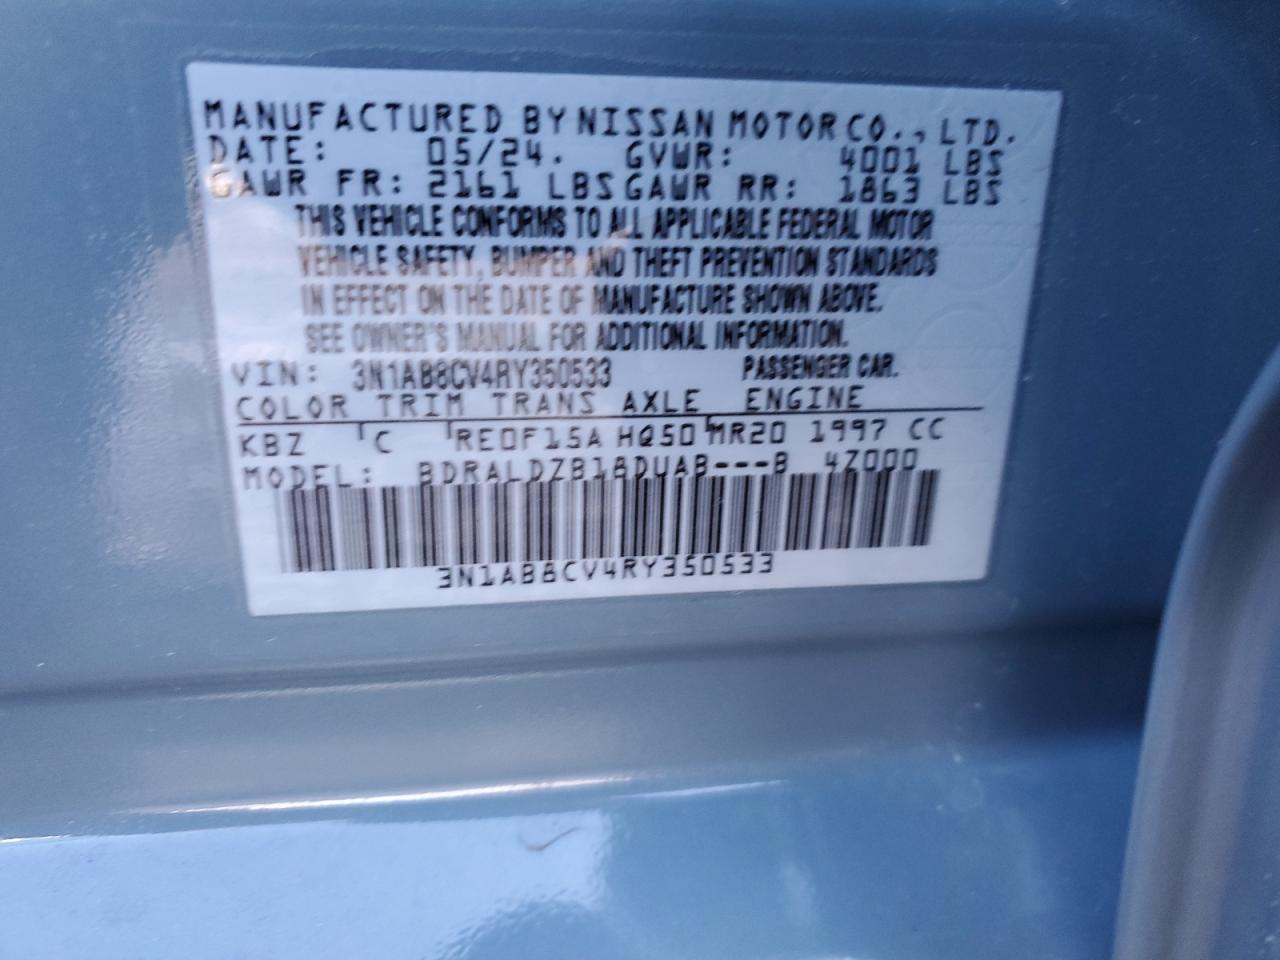 MANUFACTURED BY NISSAN MOTOR CO., LTD.
DATE: 05/24. GVWR: 4001 LBS
GAWR FR: 2161 LBS GAWR RR: 1863 LBS
THIS VEHICLE CONFORMS TO ALL APPLICABLE FEDERAL MOTOR
VEHICLE SAFETY, BUMPER AND THEFT PREVENTION STANDARDS
IN EFFECT ON THE DATE OF MANUFACTURE SHOWN ABOVE.
SEE OWNER'S MANUAL FOR ADDITIONAL INFORMATION.
VIN: 3N1AB8CV4RY350533 PASSENGER CAR.
COLOR TRIM TRANS AXLE ENGINE
KBZ C RE0F15A HQ50 MR20 1997 CC
MODEL: BDRALDZB18DUAB---B 4Z000
3N1AB8CV4RY350533